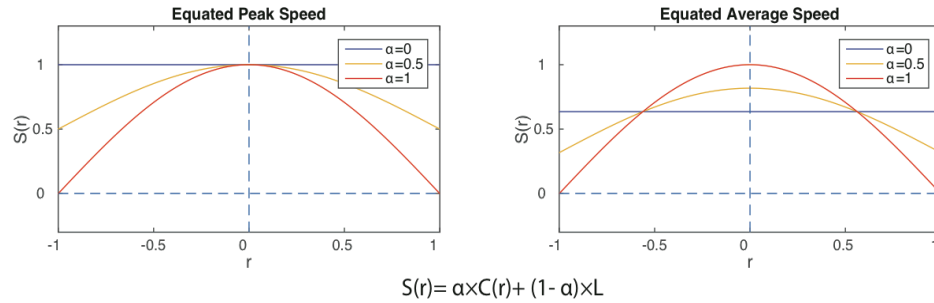 Equated Peak Speed
α=0
α=0.5
α=1
1
0.5
0
S(r)
-1
-0.5
0
0.5
1
r
Equated Average Speed
α=0
α=0.5
α=1
1
0.5
0
S(r)
-1
-0.5
0
0.5
1
r
S(r)= α×C(r)+ (1- α)×L